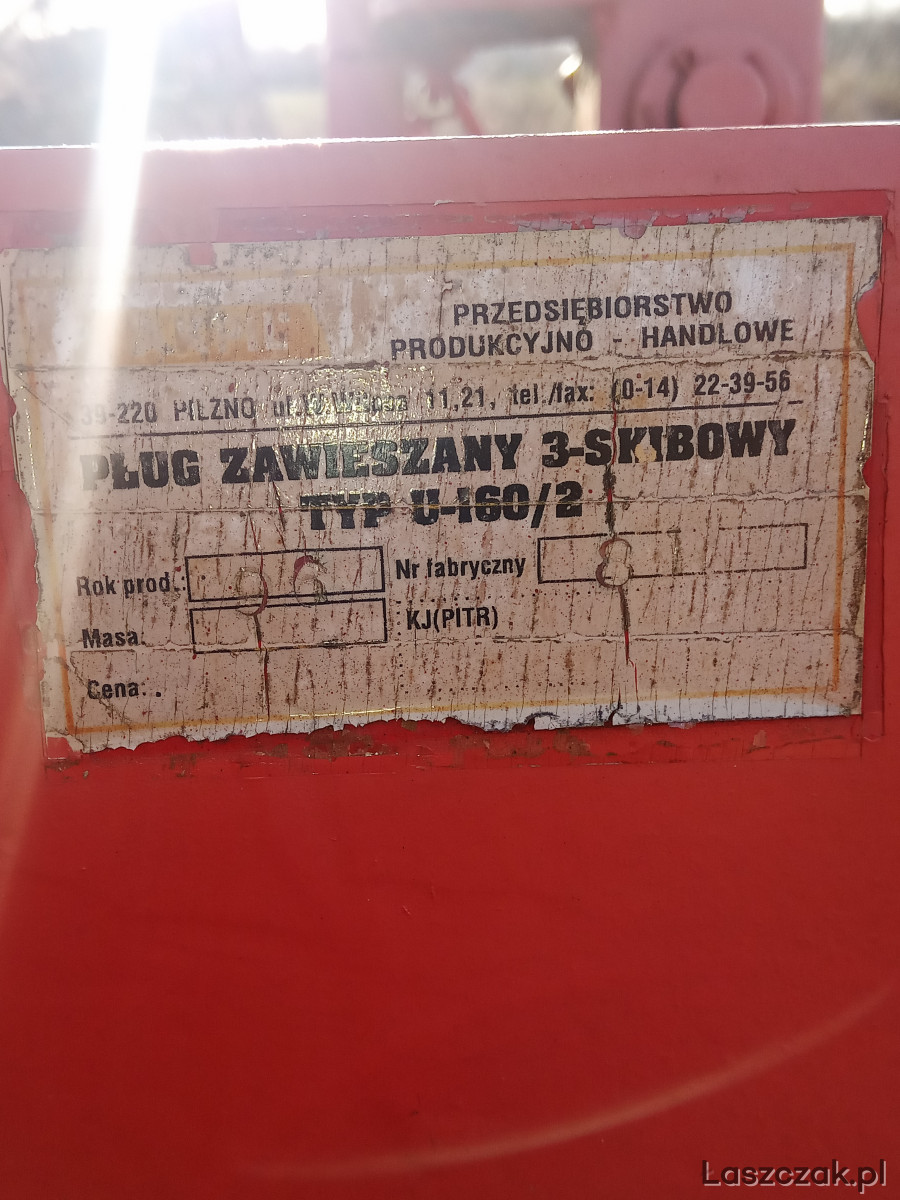 PRZEDSIĘBIORSTWO
PRODUKCYJNO - HANDLOWE
39-220 PILZNO ul. 11,21, tel./fax: (0-14) 22-39-56
PŁUG ZAWIESZANY 3-SKIBOWY
TYP U-160/2
Rok prod.: 96 Nr fabryczny 8
Masa: KJ(PITR)
Cena:
Laszczak.pl